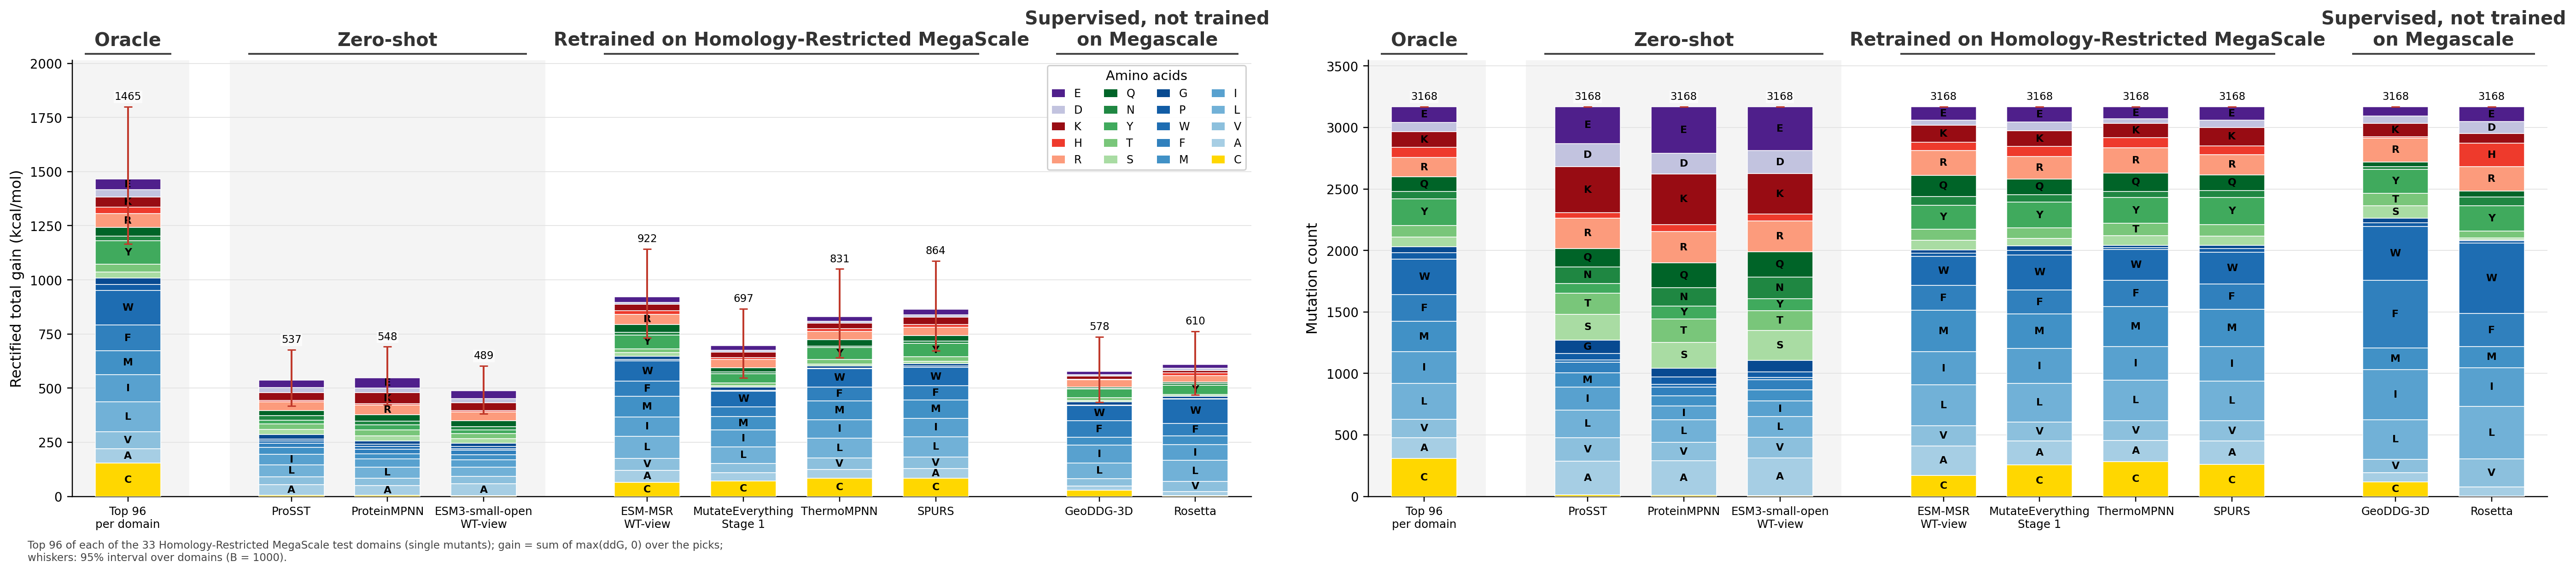 Oracle
Zero-shot
Retrained on Homology-Restricted MegaScale
Supervised, not trained
on Megascale
Rectified total gain (kcal/mol)
2000
1750
1500
1250
1000
750
500
250
0
1465
537
548
489
922
697
831
864
578
610
Amino acids
E Q G I
D N P L
K Y W V
H T F A
R S M C
E
K
R
Y
W
F
M
I
L
V
A
C
I
L
A
E
K
R
L
A
A
R
Y
W
F
M
I
L
V
A
C
W
M
I
L
C
Y
W
F
M
I
L
V
C
Y
W
F
M
I
L
V
A
C
W
F
I
L
Y
W
F
I
L
V
Top 96
per domain
ProSST
ProteinMPNN
ESM3-small-open
WT-view
ESM-MSR
WT-view
MutateEverything
Stage 1
ThermoMPNN
SPURS
GeoDDG-3D
Rosetta
Top 96 of each of the 33 Homology-Restricted MegaScale test domains (single mutants); gain = sum of max(ddG, 0) over the picks;
whiskers: 95% interval over domains (B = 1000).
Oracle
Zero-shot
Retrained on Homology-Restricted MegaScale
Supervised, not trained
on Megascale
Mutation count
3500
3000
2500
2000
1500
1000
500
0
3168
3168
3168
3168
3168
3168
3168
3168
3168
3168
E
K
R
Q
Y
W
F
M
I
L
V
A
C
E
D
K
R
Q
N
T
S
G
M
I
L
V
A
E
D
K
R
Q
N
Y
T
S
I
L
V
A
E
D
K
R
Q
N
Y
T
S
I
L
V
A
E
K
R
Q
Y
W
F
M
I
L
V
A
C
E
K
R
Q
Y
W
F
M
I
L
V
A
C
E
K
R
Q
Y
T
W
F
M
I
L
V
A
C
E
K
R
Q
Y
W
F
M
I
L
V
A
C
K
R
Y
T
S
W
F
M
I
L
V
C
E
D
H
R
Y
W
F
M
I
L
V
Top 96
per domain
ProSST
ProteinMPNN
ESM3-small-open
WT-view
ESM-MSR
WT-view
MutateEverything
Stage 1
ThermoMPNN
SPURS
GeoDDG-3D
Rosetta